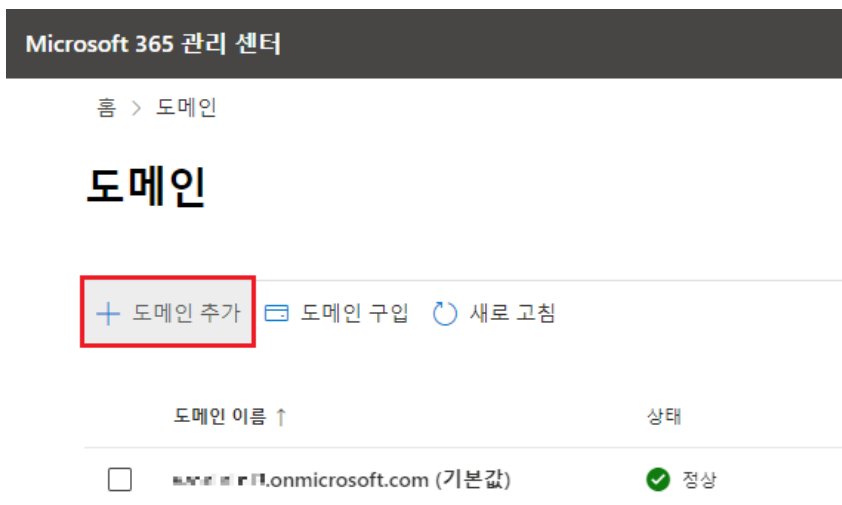 Microsoft 365 관리 센터
홈 > 도메인
도메인
+ 도메인 추가 도메인 구입 새로 고침
도메인 이름 ↑ 상태
.onmicrosoft.com (기본값) 정상